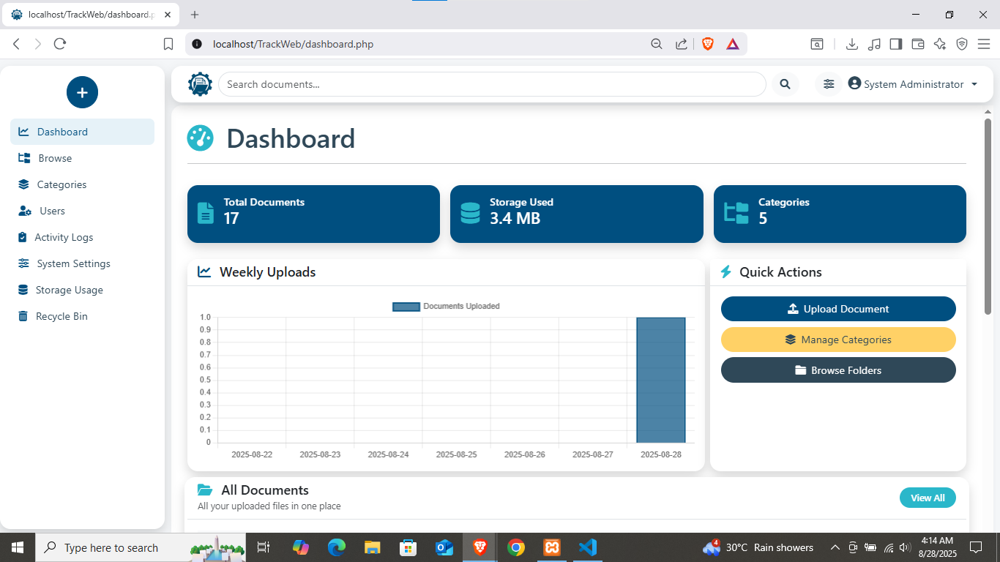 localhost/TrackWeb/dashboard.p
localhost/TrackWeb/dashboard.php
Search documents...
System Administrator
Dashboard
Browse
Categories
Users
Activity Logs
System Settings
Storage Usage
Recycle Bin
Dashboard
Total Documents
17
Storage Used
3.4 MB
Categories
5
Weekly Uploads
Documents Uploaded
1.0
0.9
0.8
0.7
0.6
0.5
0.4
0.3
0.2
0.1
0
2025-08-22 2025-08-23 2025-08-24 2025-08-25 2025-08-26 2025-08-27 2025-08-28
Quick Actions
Upload Document
Manage Categories
Browse Folders
All Documents
All your uploaded files in one place
View All
Type here to search
4
30°C Rain showers
4:14 AM
8/28/2025